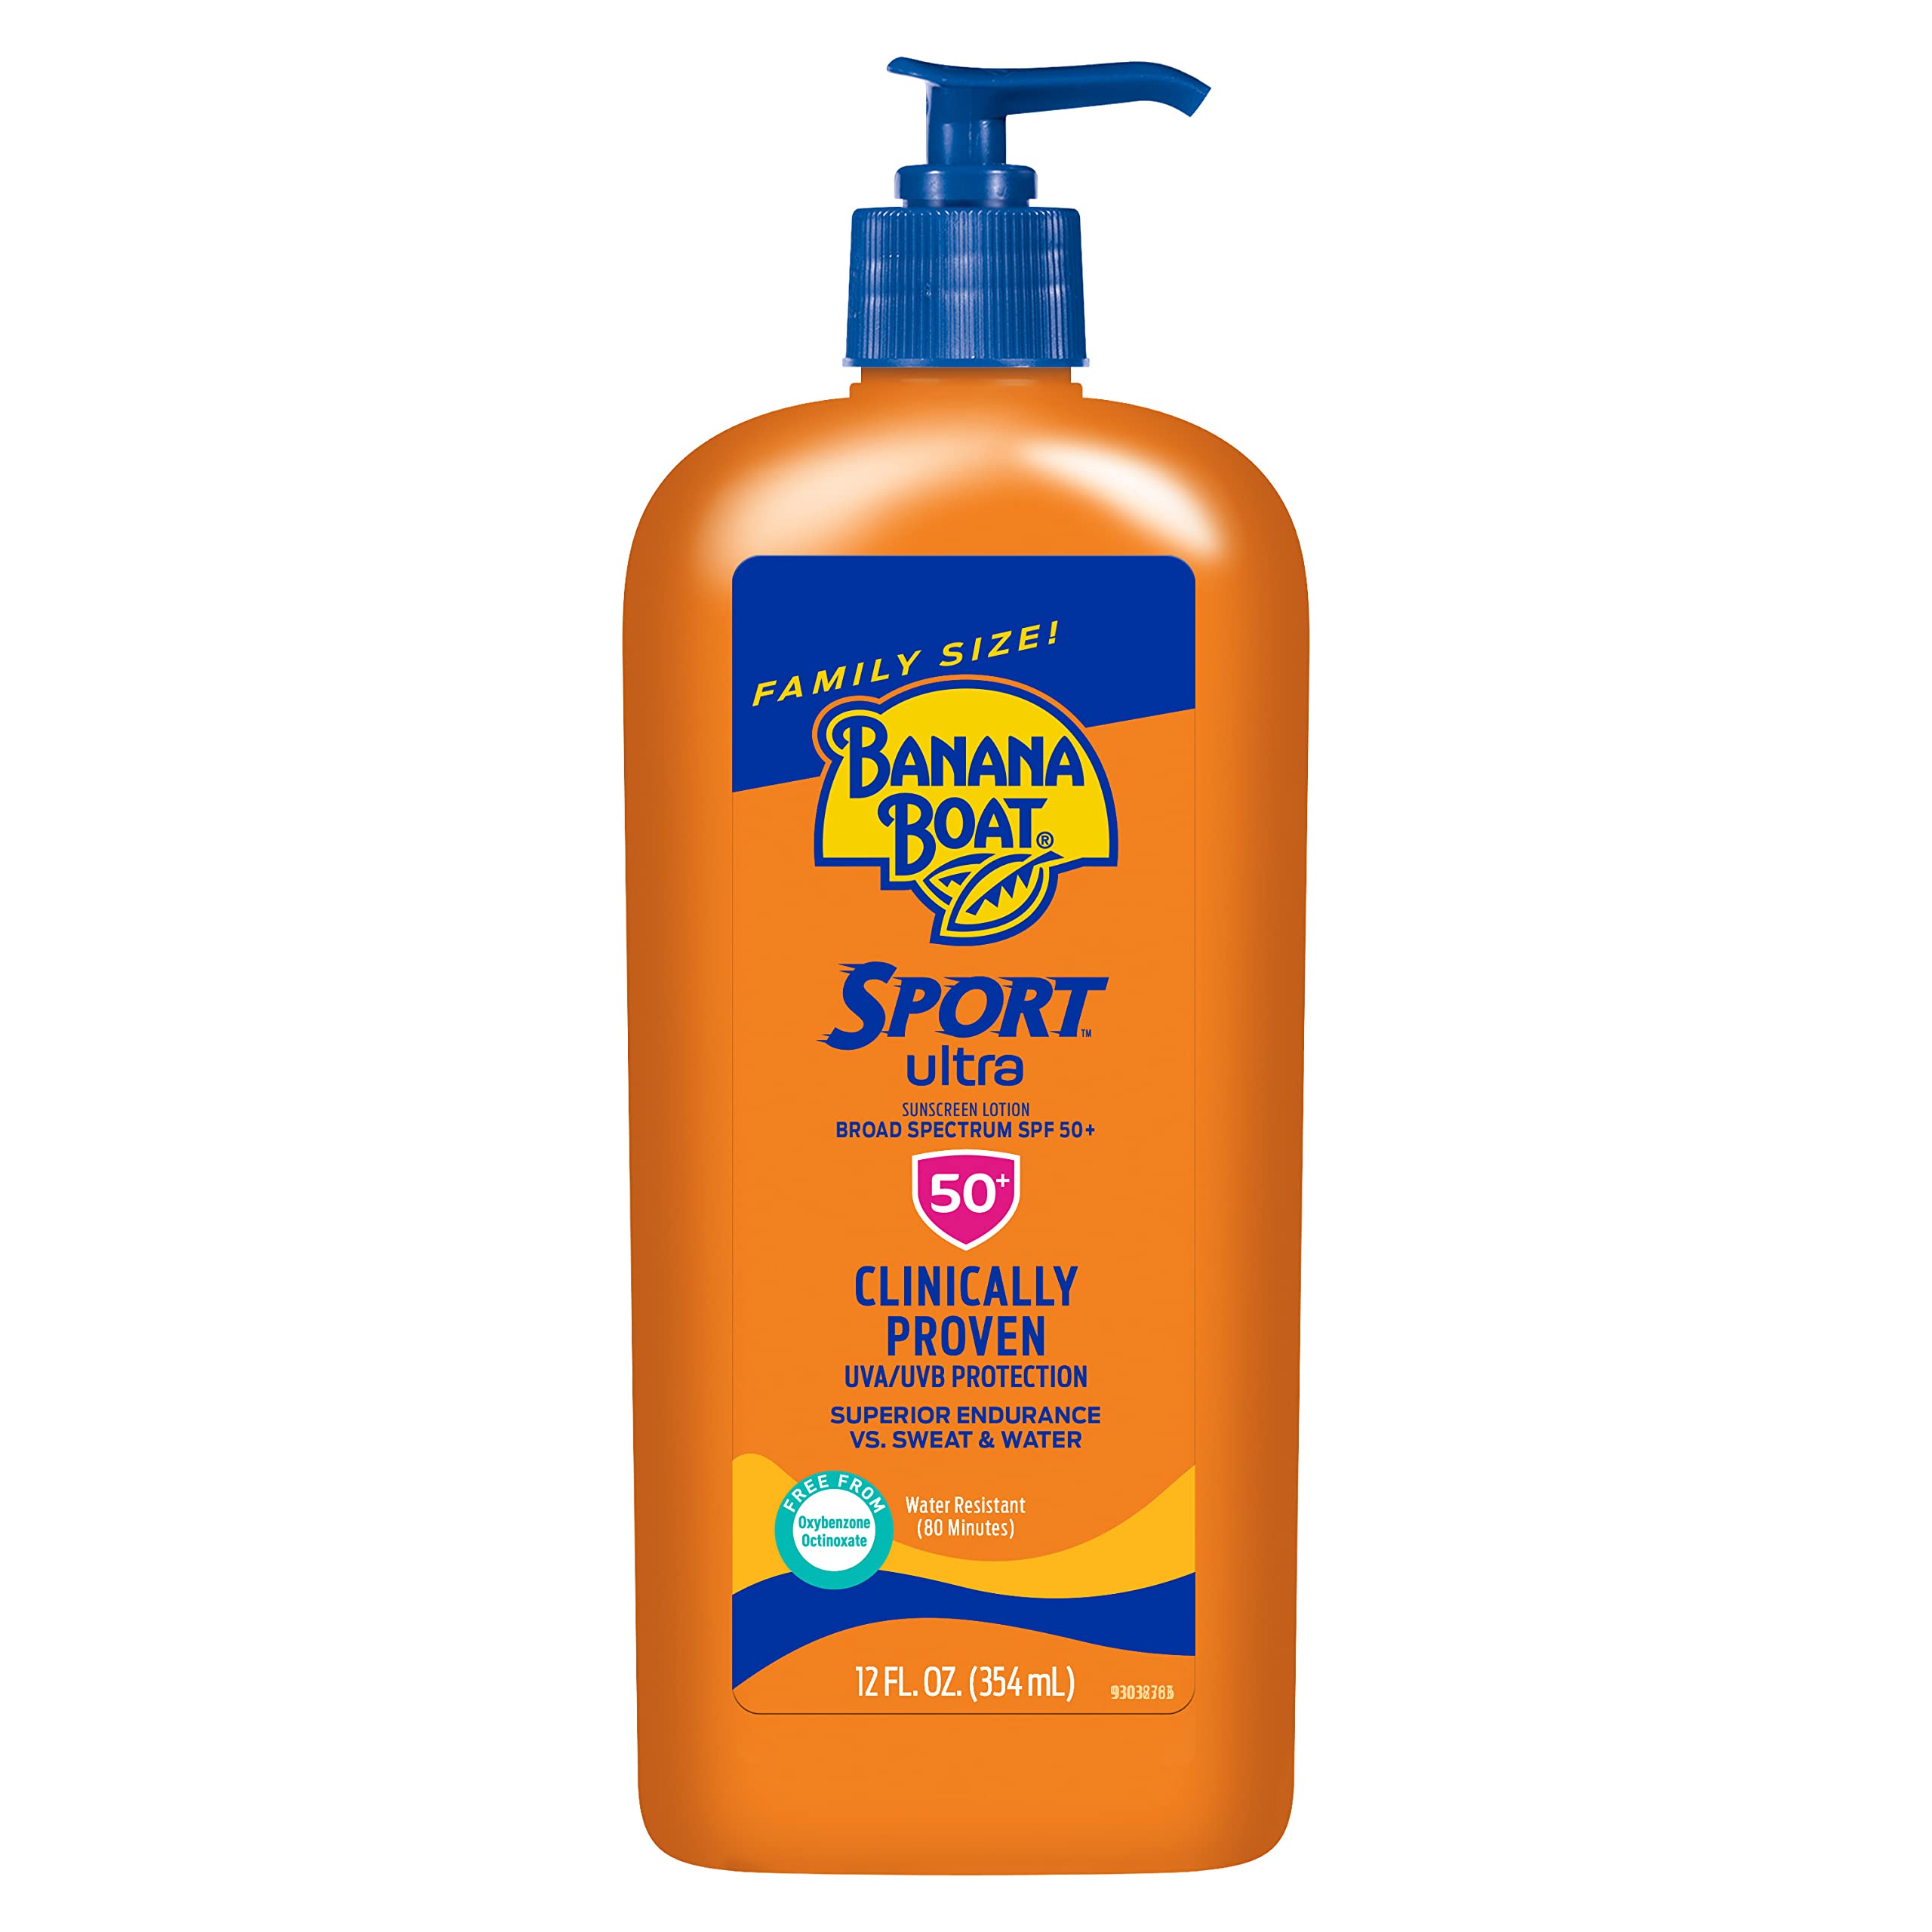 FAMILY SIZE!
BANANA
BOAT®
SPORT™
ultra
SUNSCREEN LOTION
BROAD SPECTRUM SPF 50+
50+
CLINICALLY
PROVEN
UVA/UVB PROTECTION
SUPERIOR ENDURANCE
VS. SWEAT & WATER
FREE FROM
Oxybenzone
Octinoxate
Water Resistant
(80 Minutes)
12 FL. OZ. (354 mL)